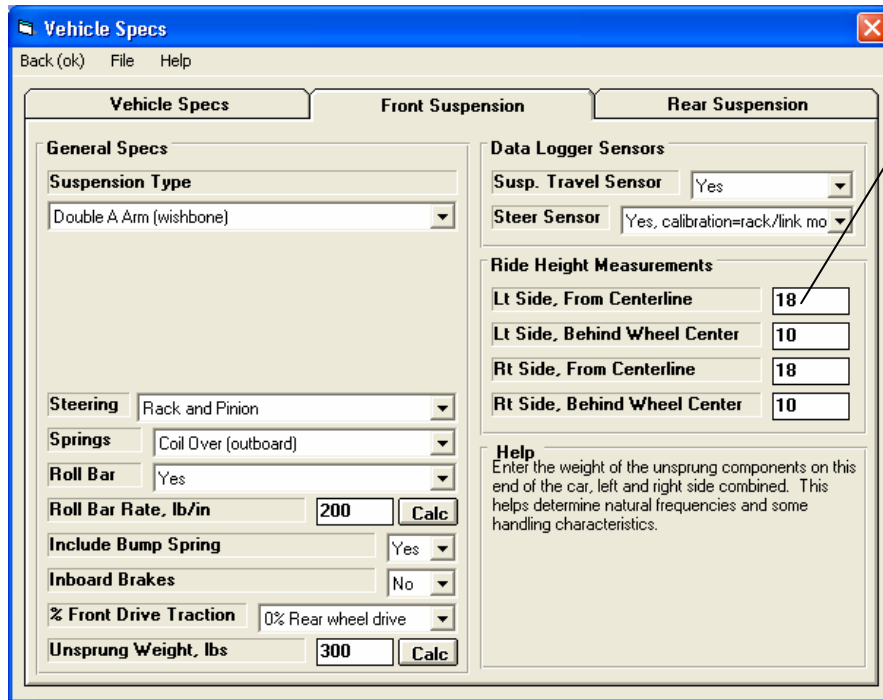 Vehicle Specs
Back (ok) File Help
Vehicle Specs Front Suspension Rear Suspension
General Specs
Suspension Type
Double A Arm (wishbone)
Steering Rack and Pinion
Springs Coil Over (outboard)
Roll Bar Yes
Roll Bar Rate, lb/in 200 Calc
Include Bump Spring Yes
Inboard Brakes No
% Front Drive Traction 0% Rear wheel drive
Unsprung Weight, lbs 300 Calc
Data Logger Sensors
Susp. Travel Sensor Yes
Steer Sensor Yes, calibration=rack/link mo
Ride Height Measurements
Lt Side, From Centerline 18
Lt Side, Behind Wheel Center 10
Rt Side, From Centerline 18
Rt Side, Behind Wheel Center 10
Help
Enter the weight of the unsprung components on this
end of the car, left and right side combined. This
helps determine natural frequencies and some
handling characteristics.